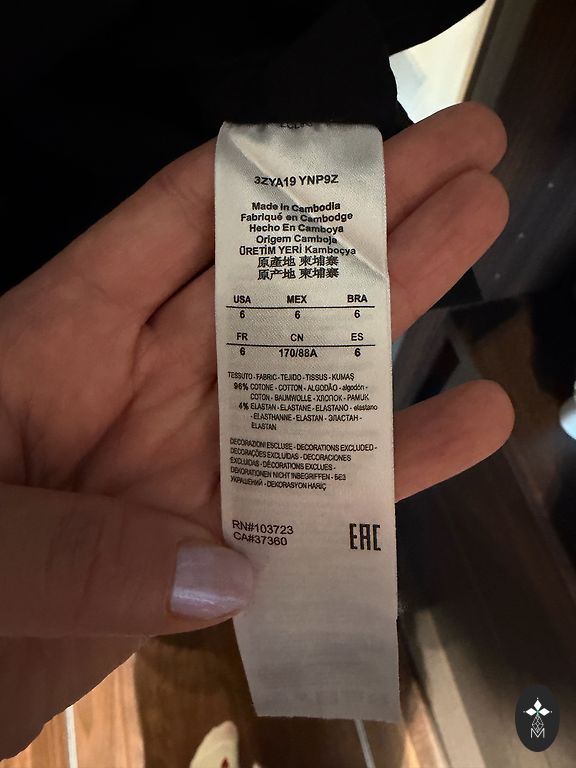 3ZYA19 YNP9Z
Made in Cambodia
Fabriqué en Cambodge
Hecho En Camboya
Origem Camboja
ÜRETİM YERİ Kamboçya
原產地 柬埔寨
原产地 柬埔寨
USA MEX BRA
6 6 6
FR CN ES
6 170/88A 6
TESSUTO - FABRIC - TEJIDO - TISSUS - KUMAŞ
96% COTONE - COTTON - ALGODÃO - algodón -
COTON - BAUMWOLLE - ХЛОПОК - PAMUK
4% ELASTAN - ELASTANE - ELASTANO - elastano
- ELASTHANNE - ELASTAN - ЭЛАСТАН -
ELASTAN
DECORAZIONI ESCLUSE - DECORATIONS EXCLUDED -
DECORAÇÕES EXCLUÍDAS - DECORACIONES
EXCLUIDAS - DÉCORATIONS EXCLUES -
DEKORATIONEN NICHT INBEGRIFFEN - БЕЗ
УКРАШЕНИЙ - DEKORASYON HARİÇ
RN#103723
CA#37360
EAC
M